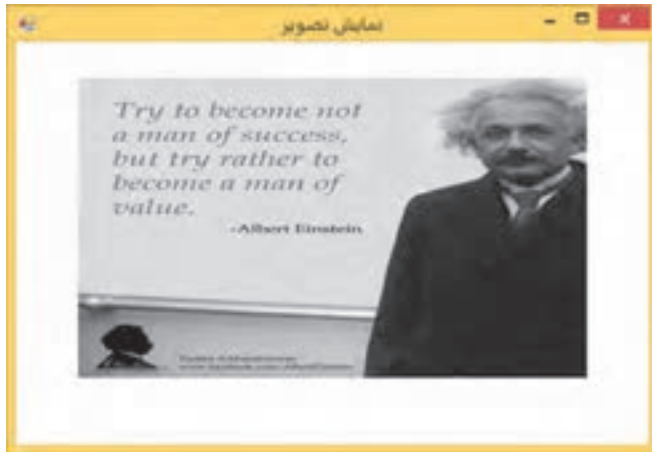 نمایش تصویر
Try to become not
a man of success,
but try rather to
become a man of
value.
-Albert Einstein